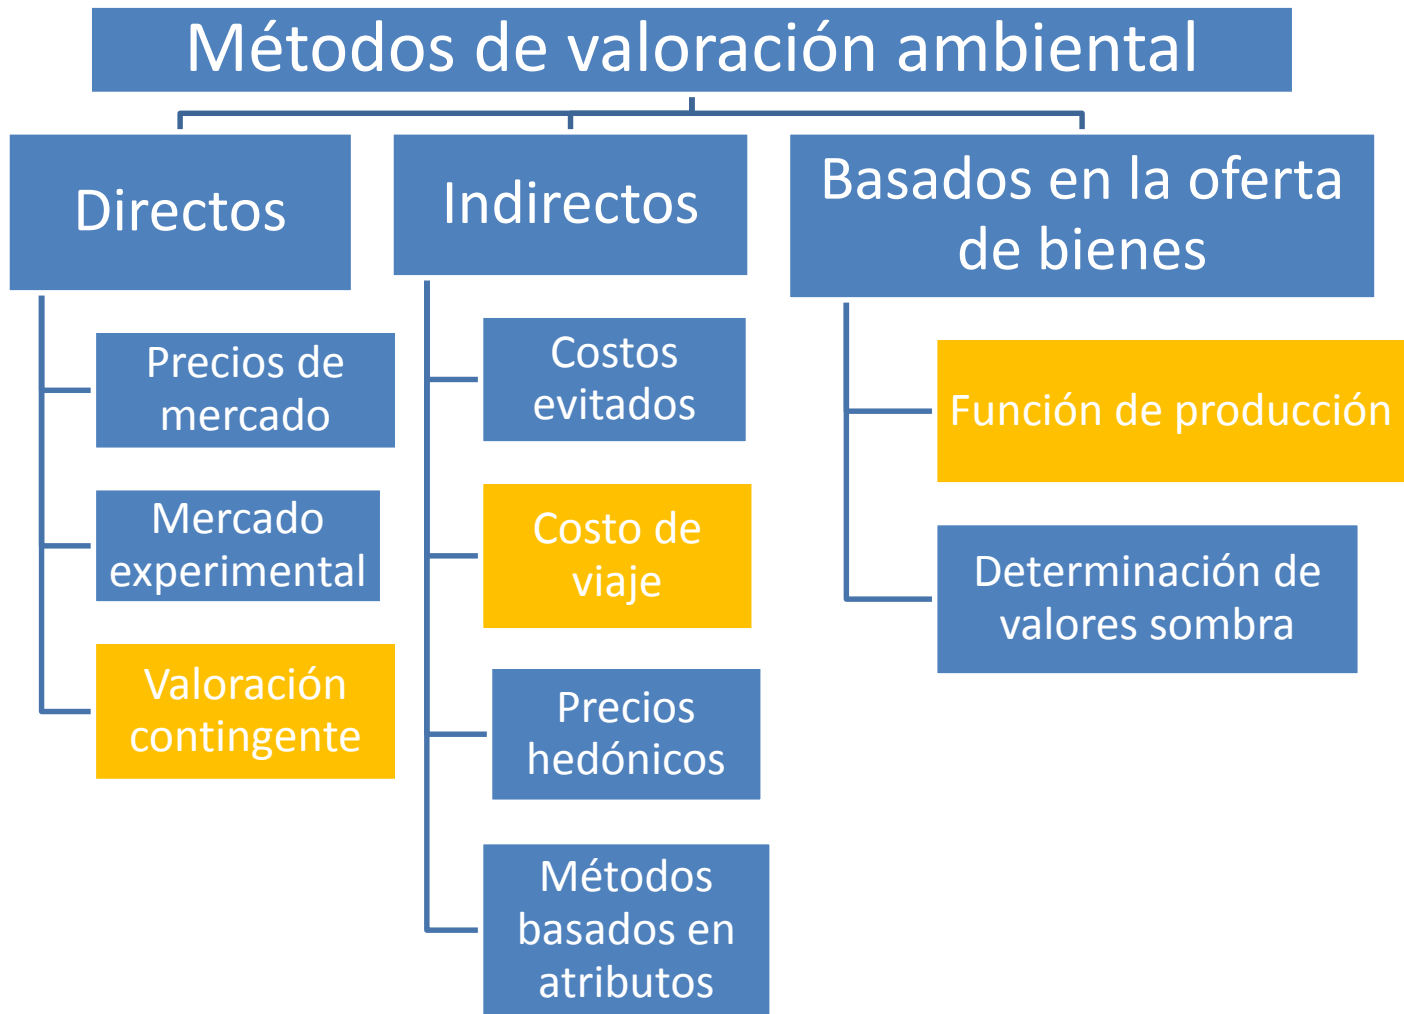 Métodos de valoración ambiental
Directos
Precios de
mercado
Mercado
experimental
Valoración
contingente
Indirectos
Costos
evitados
Costo de
viaje
Precios
hedónicos
Métodos
basados en
atributos
Basados en la oferta
de bienes
Función de producción
Determinación de
valores sombra